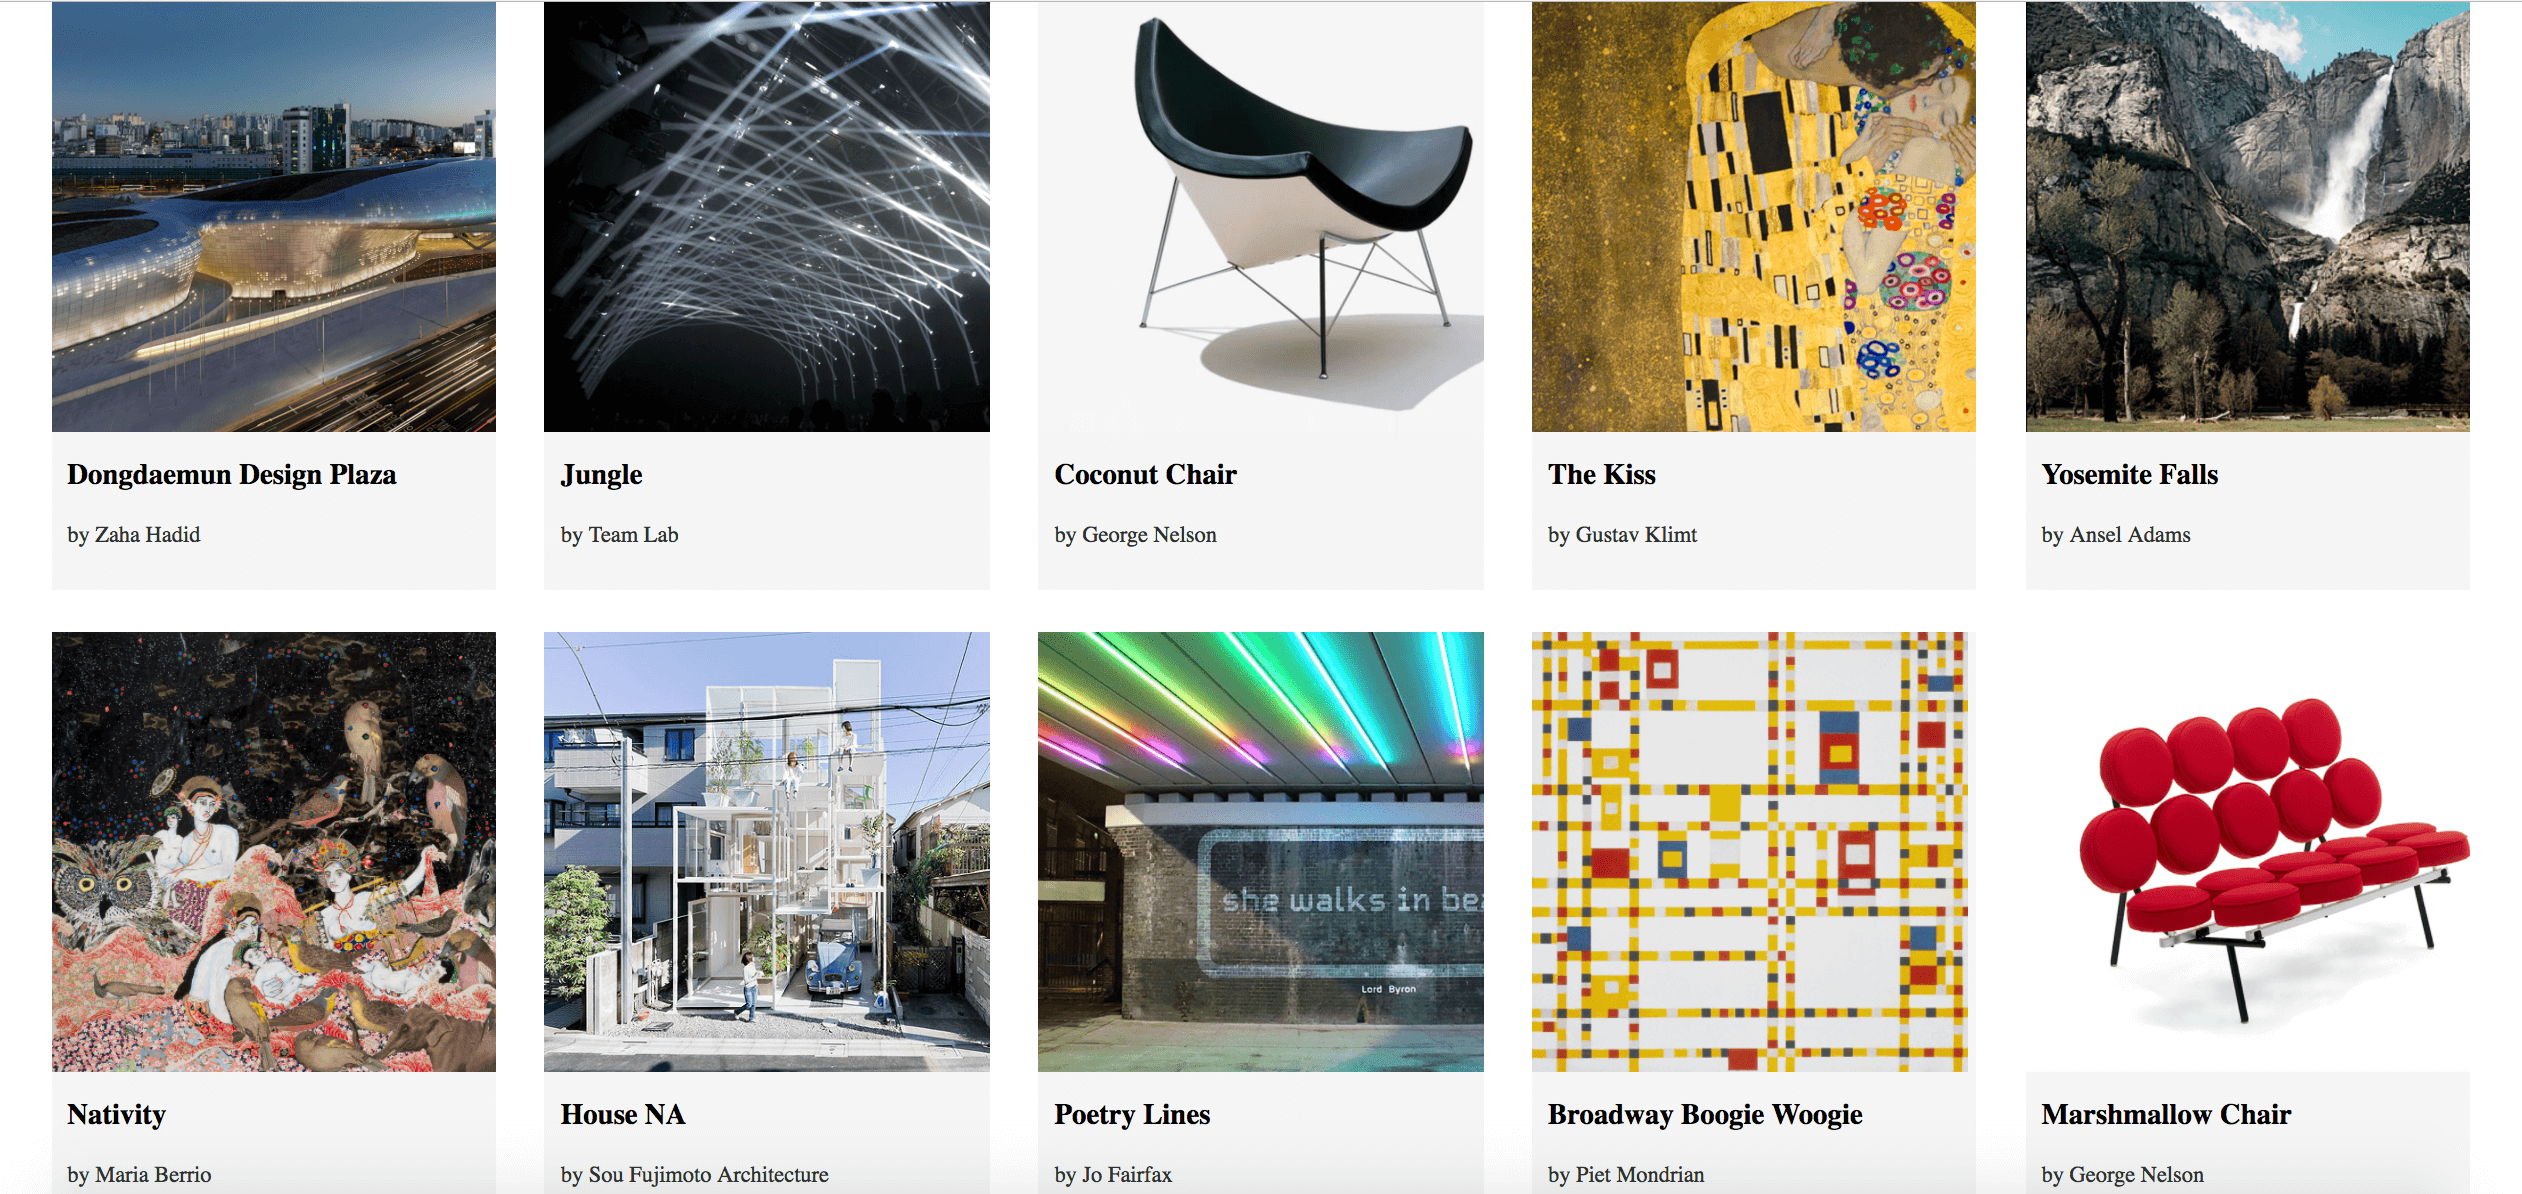 Dongdaemun Design Plaza
by Zaha Hadid
Jungle
by Team Lab
Coconut Chair
by George Nelson
The Kiss
by Gustav Klimt
Yosemite Falls
by Ansel Adams
she walks in be
Lord Byron
Nativity
by Maria Berrio
House NA
by Sou Fujimoto Architecture
Poetry Lines
by Jo Fairfax
Broadway Boogie Woogie
by Piet Mondrian
Marshmallow Chair
by George Nelson